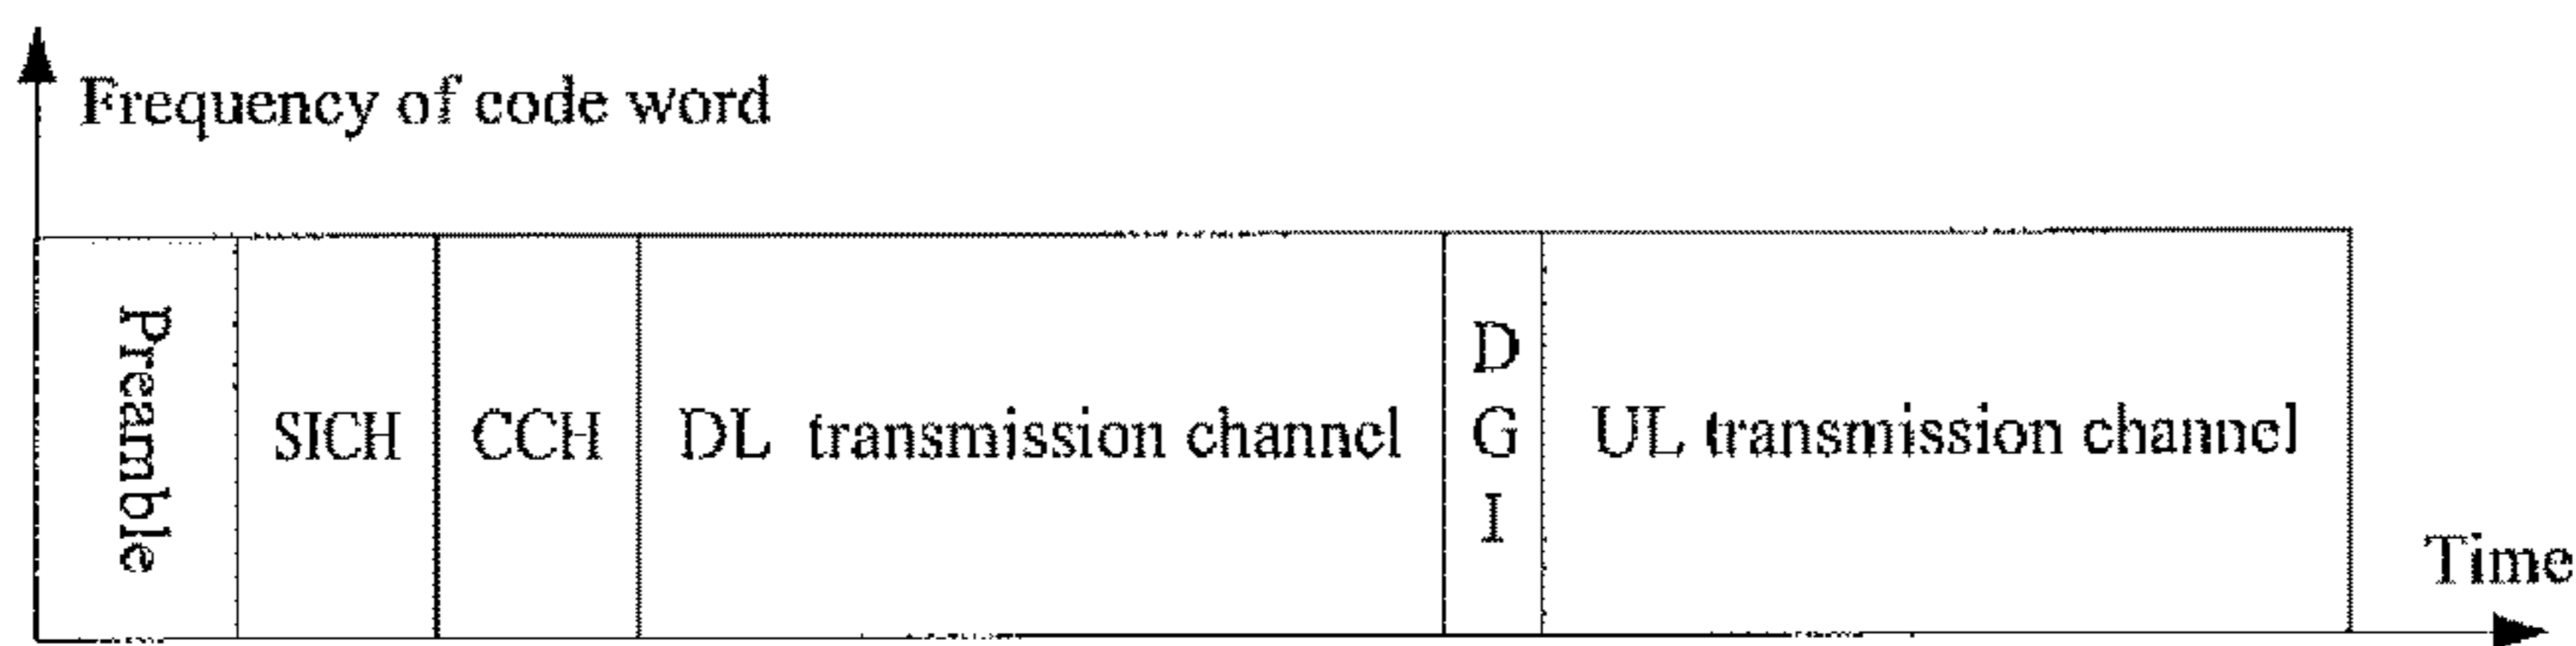 Frequency of code word
Preamble
SICH
CCH
DL transmission channel
D
G
I
UL transmission channel
Time